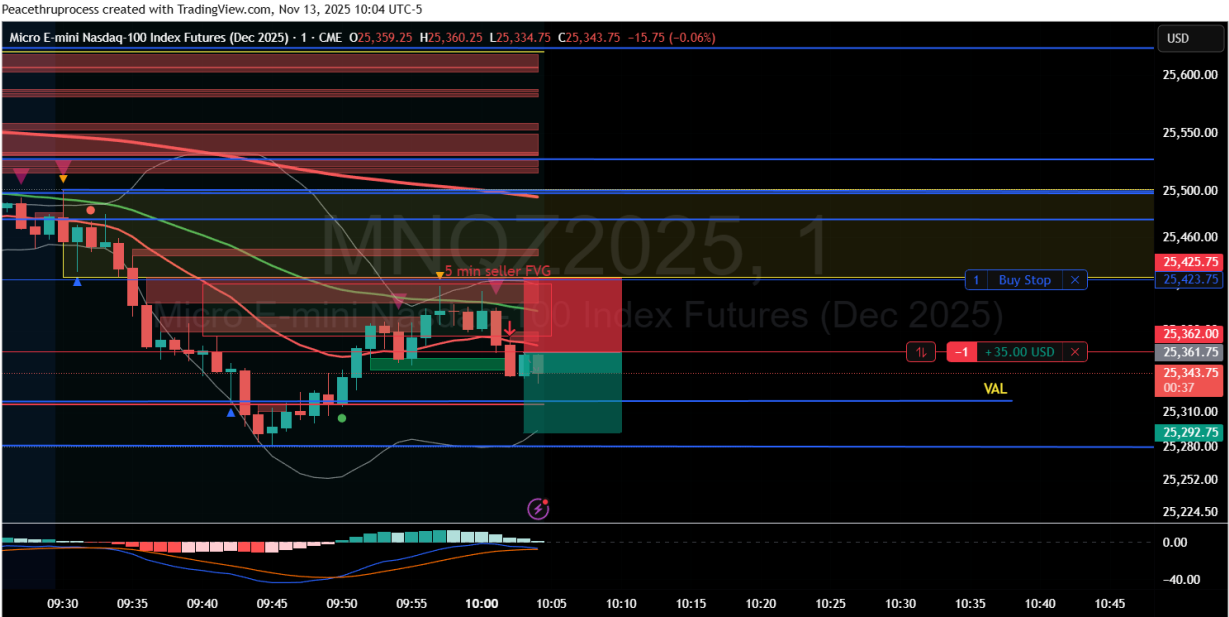 Peacethruprocess created with TradingView.com, Nov 13, 2025 10:04 UTC-5
Micro E-mini Nasdaq-100 Index Futures (Dec 2025) · 1 · CME O25,359.25 H25,360.25 L25,334.75 C25,343.75 −15.75 (−0.06%)
USD
25,600.00
25,550.00
25,500.00
MNQZ2025, 1
25,460.00
25,425.75
5 min seller FVG
1 Buy Stop
25,423.75
Micro E-mini Nasdaq-100 Index Futures (Dec 2025)
25,362.00
−1 +35.00 USD
25,361.75
25,343.75
00:37
VAL
25,310.00
25,292.75
25,280.00
25,252.00
25,224.50
0.00
−40.00
09:30 09:35 09:40 09:45 09:50 09:55 10:00 10:05 10:10 10:15 10:20 10:25 10:30 10:35 10:40 10:45